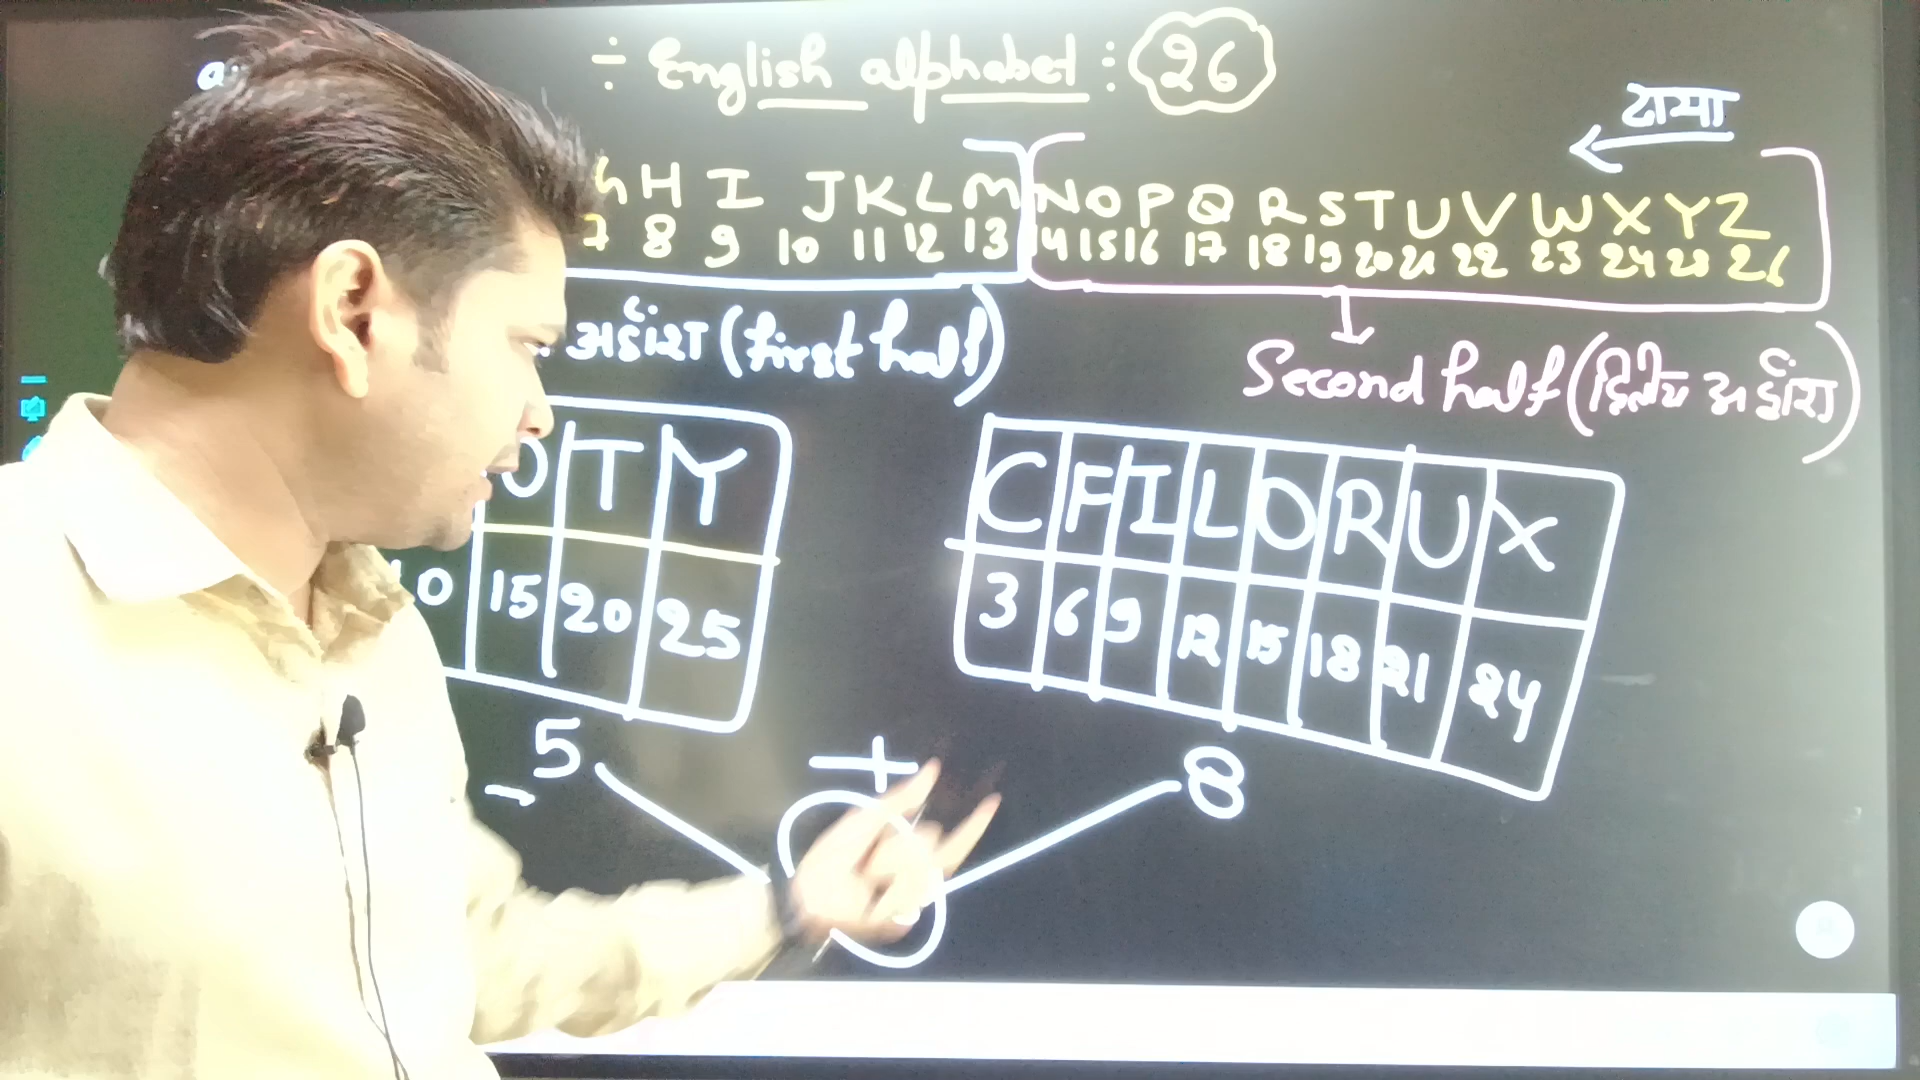 ÷ English alphabet : 26
दायां
H I J K L M N O P Q R S T U V W X Y Z
7 8 9 10 11 12 13 14 15 16 17 18 19 20 21 22 23 24 25 26
(first half)
Second half (द्वितीय अर्द्धांश)
O T Y
10 15 20 25
C F I L O R U X
3 6 9 12 15 18 21 24
5 + 8